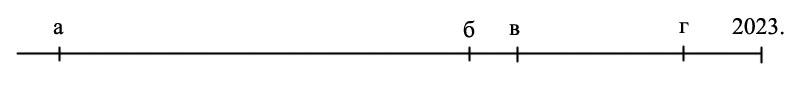 а б в г 2023.